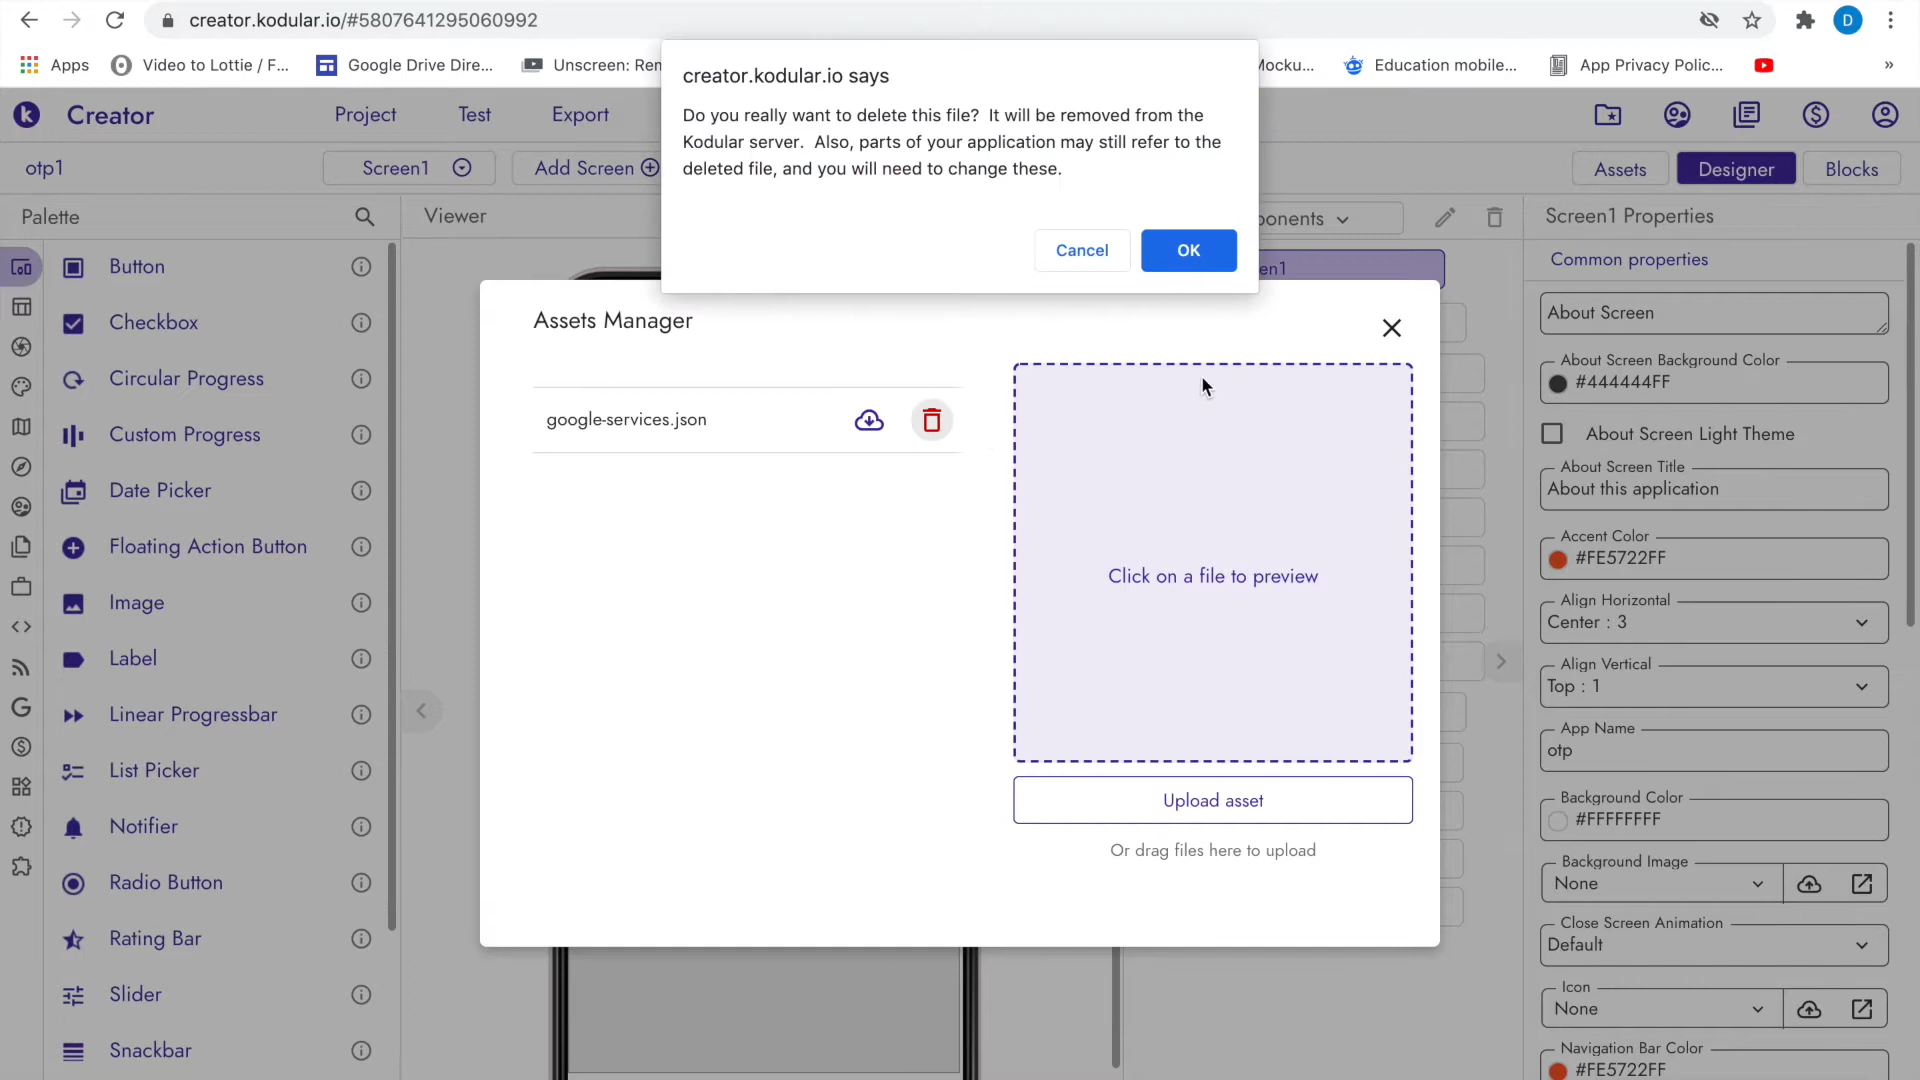 creator.kodular.io/#5807641295060992
D
Apps
Video to Lottie / F...
Google Drive Dire...
Unscreen: Ren
Education mobile...
App Privacy Polic...
»
creator.kodular.io says
Do you really want to delete this file?  It will be removed from the
Kodular server.  Also, parts of your application may still refer to the
deleted file, and you will need to change these.
Cancel
OK
k
Creator
Project
Test
Export
otp1
Screen1
Add Screen
Assets
Designer
Blocks
Palette
Viewer
Screen1 Properties
Button
Checkbox
Circular Progress
Custom Progress
Date Picker
Floating Action Button
Image
Label
Linear Progressbar
List Picker
Notifier
Radio Button
Rating Bar
Slider
Snackbar
Assets Manager
google-services.json
Click on a file to preview
Upload asset
Or drag files here to upload
Common properties
About Screen
About Screen Background Color
#444444FF
About Screen Light Theme
About Screen Title
About this application
Accent Color
#FE5722FF
Align Horizontal
Center : 3
Align Vertical
Top : 1
App Name
otp
Background Color
#FFFFFFFF
Background Image
None
Close Screen Animation
Default
Icon
None
Navigation Bar Color
#FE5722FF